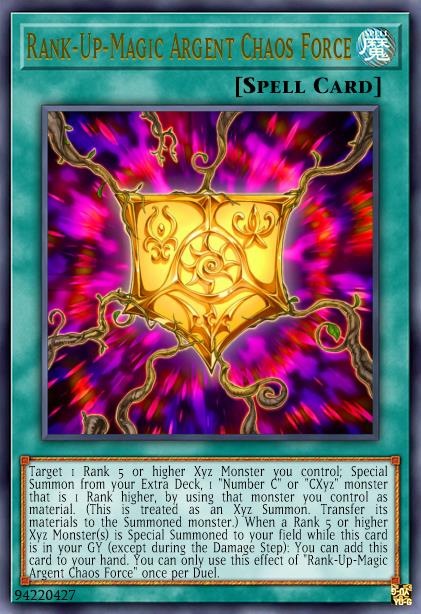 Rank-Up-Magic Argent Chaos Force
SPELL
魔
[Spell Card]
Target 1 Rank 5 or higher Xyz Monster you control; Special
Summon from your Extra Deck, 1 "Number C" or "CXyz" monster
that is 1 Rank higher, by using that monster you control as
material. (This is treated as an Xyz Summon. Transfer its
materials to the Summoned monster.) When a Rank 5 or higher
Xyz Monster(s) is Special Summoned to your field while this card
is in your GY (except during the Damage Step): You can add this
card to your hand. You can only use this effect of "Rank-Up-Magic
Argent Chaos Force" once per Duel.
94220427